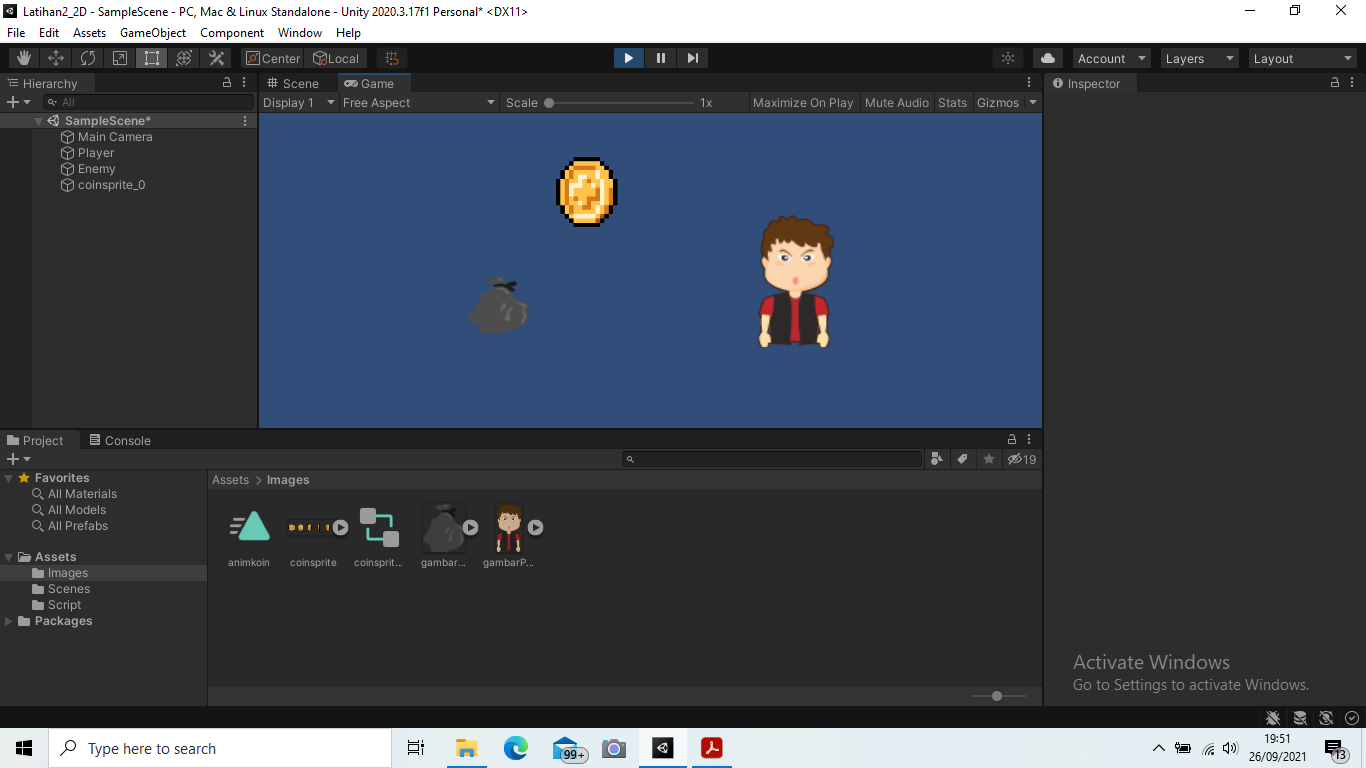 Latihan2_2D - SampleScene - PC, Mac & Linux Standalone - Unity 2020.3.17f1 Personal* <DX11>
File Edit Assets GameObject Component Window Help
Center Local Account Layers Layout
Hierarchy Scene Game Inspector
All Display 1 Free Aspect Scale 1x Maximize On Play Mute Audio Stats Gizmos
SampleScene*
Main Camera
Player
Enemy
coinsprite_0
Project Console
19
Favorites
All Materials
All Models
All Prefabs
Assets
Images
Scenes
Script
Packages
Assets > Images
animkoin coinsprite coinsprit... gambar... gambarP...
Activate Windows
Go to Settings to activate Windows.
Type here to search
99+
19:51
26/09/2021
13